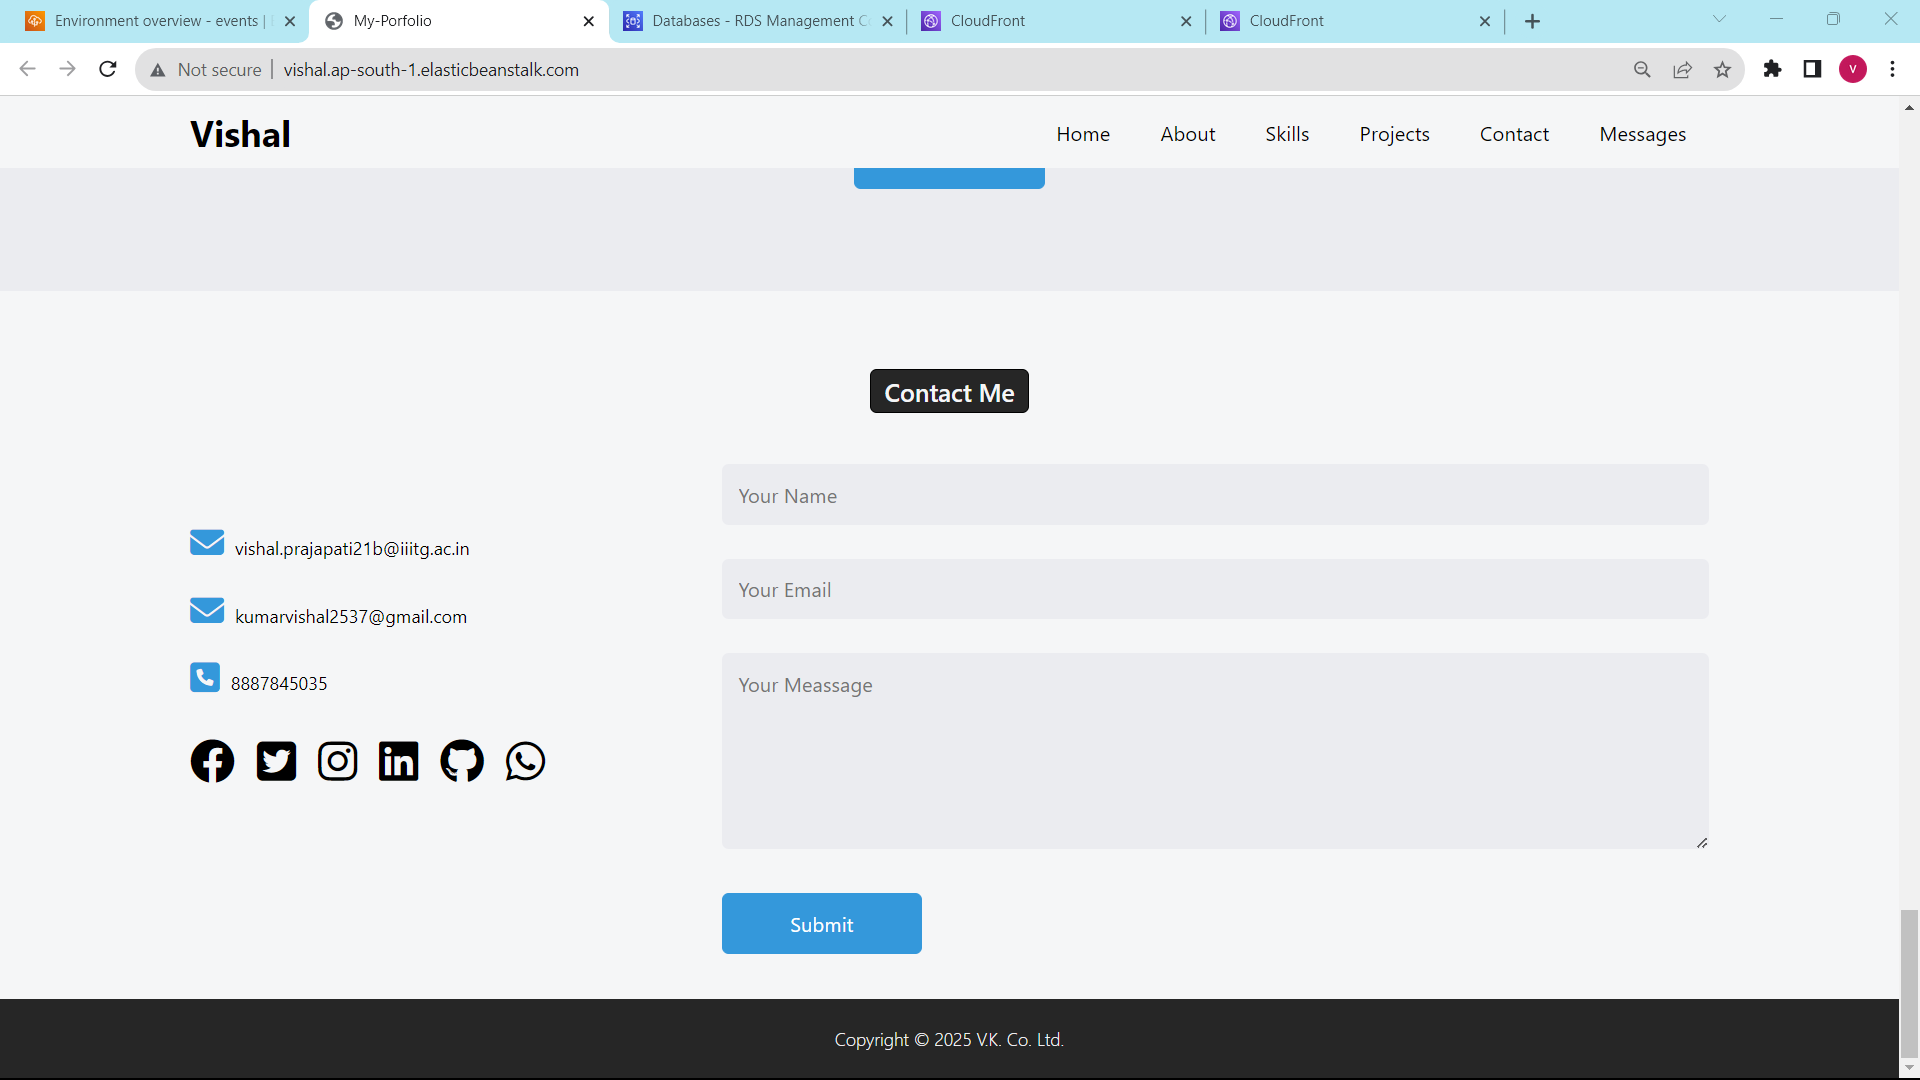 Environment overview - events |
My-Porfolio
Databases - RDS Management C
CloudFront
CloudFront
Not secure
vishal.ap-south-1.elasticbeanstalk.com
V
Vishal
Home
About
Skills
Projects
Contact
Messages
Contact Me
vishal.prajapati21b@iiitg.ac.in
kumarvishal2537@gmail.com
8887845035
Your Name
Your Email
Your Meassage
Submit
Copyright © 2025 V.K. Co. Ltd.